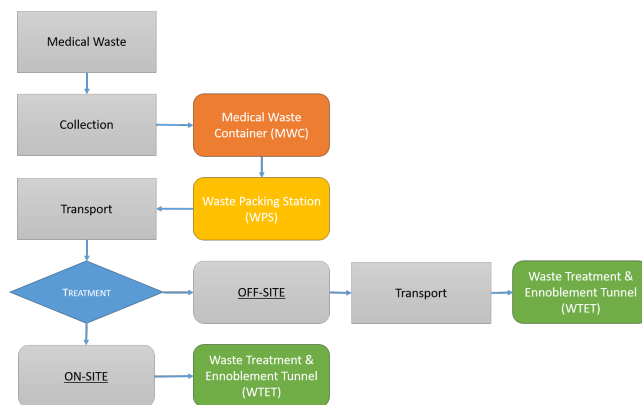 Medical Waste
Collection
Medical Waste
Container (MWC)
Transport
Waste Packing Station
(WPS)
TREATMENT
OFF-SITE
Transport
Waste Treatment &
Ennoblement Tunnel
(WTET)
ON-SITE
Waste Treatment &
Ennoblement Tunnel
(WTET)